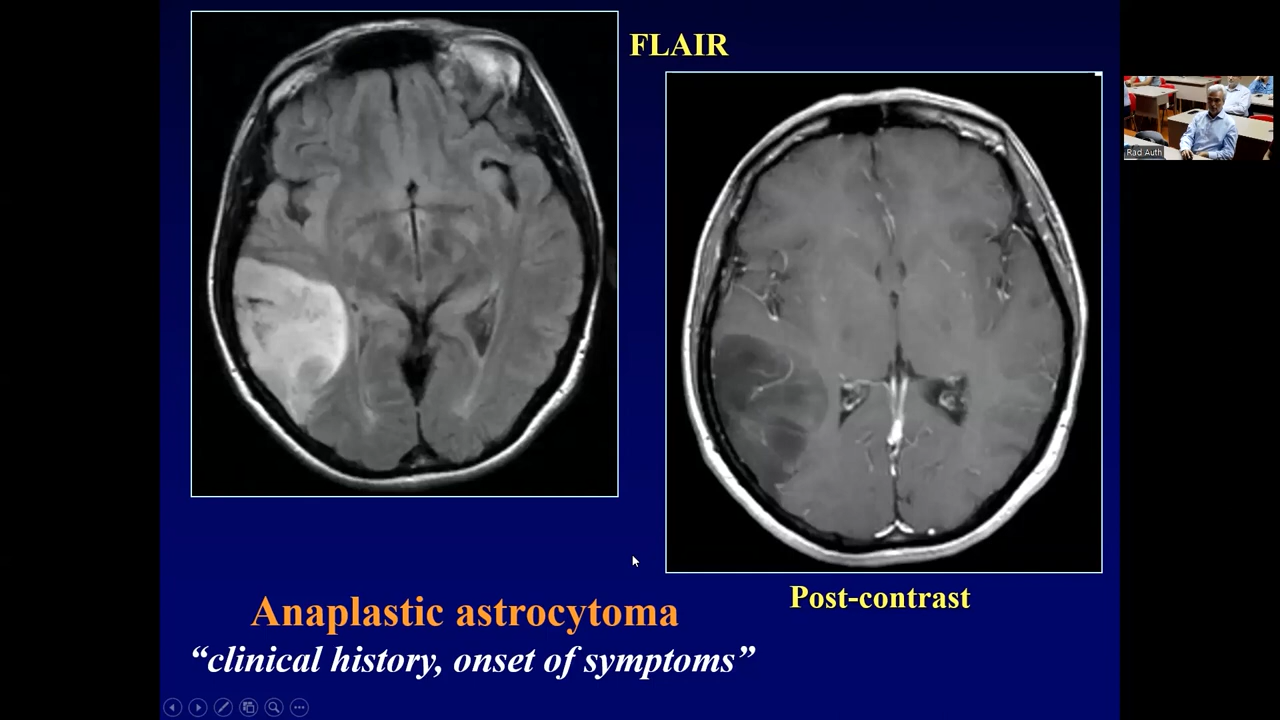 FLAIR
Rad Auth
Post-contrast
Anaplastic astrocytoma
“clinical history, onset of symptoms”